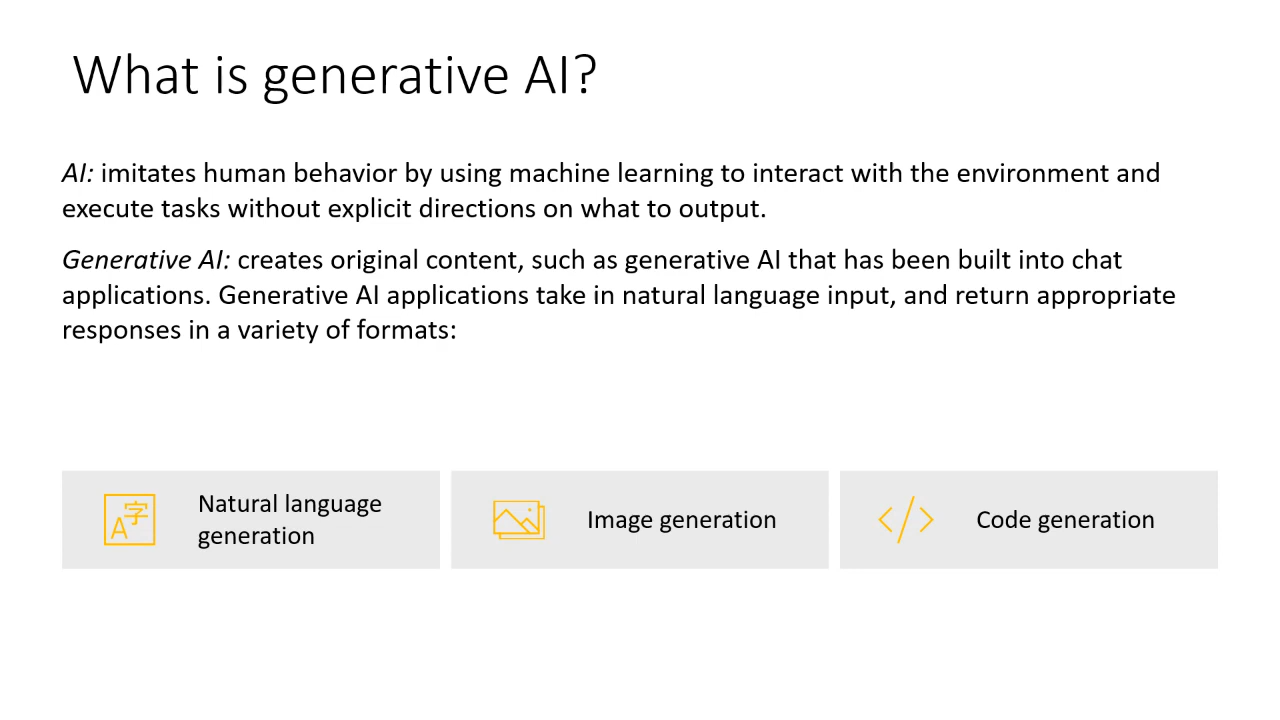 What is generative AI?
AI: imitates human behavior by using machine learning to interact with the environment and
execute tasks without explicit directions on what to output.
Generative AI: creates original content, such as generative AI that has been built into chat
applications. Generative AI applications take in natural language input, and return appropriate
responses in a variety of formats:
A字
Natural language
generation
Image generation
</>
Code generation